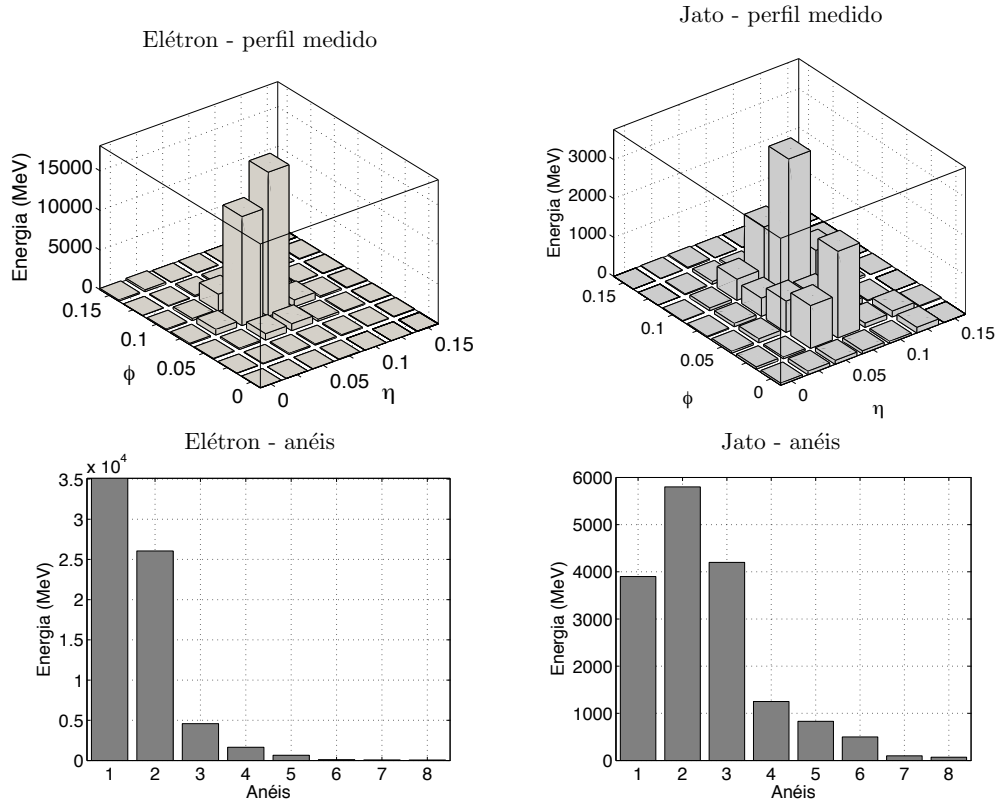 Elétron - perfil medido
Energia (MeV)
15000
10000
5000
0
0.15
0.1
0.05
0
ϕ
0
0.05
0.1
0.15
η
Jato - perfil medido
Energia (MeV)
3000
2000
1000
0
0.15
0.1
0.05
0
ϕ
0
0.05
0.1
0.15
η
Elétron - anéis
x 10⁴
Energia (MeV)
3.5
3
2.5
2
1.5
1
0.5
0
1 2 3 4 5 6 7 8
Anéis
Jato - anéis
Energia (MeV)
6000
5000
4000
3000
2000
1000
0
1 2 3 4 5 6 7 8
Anéis